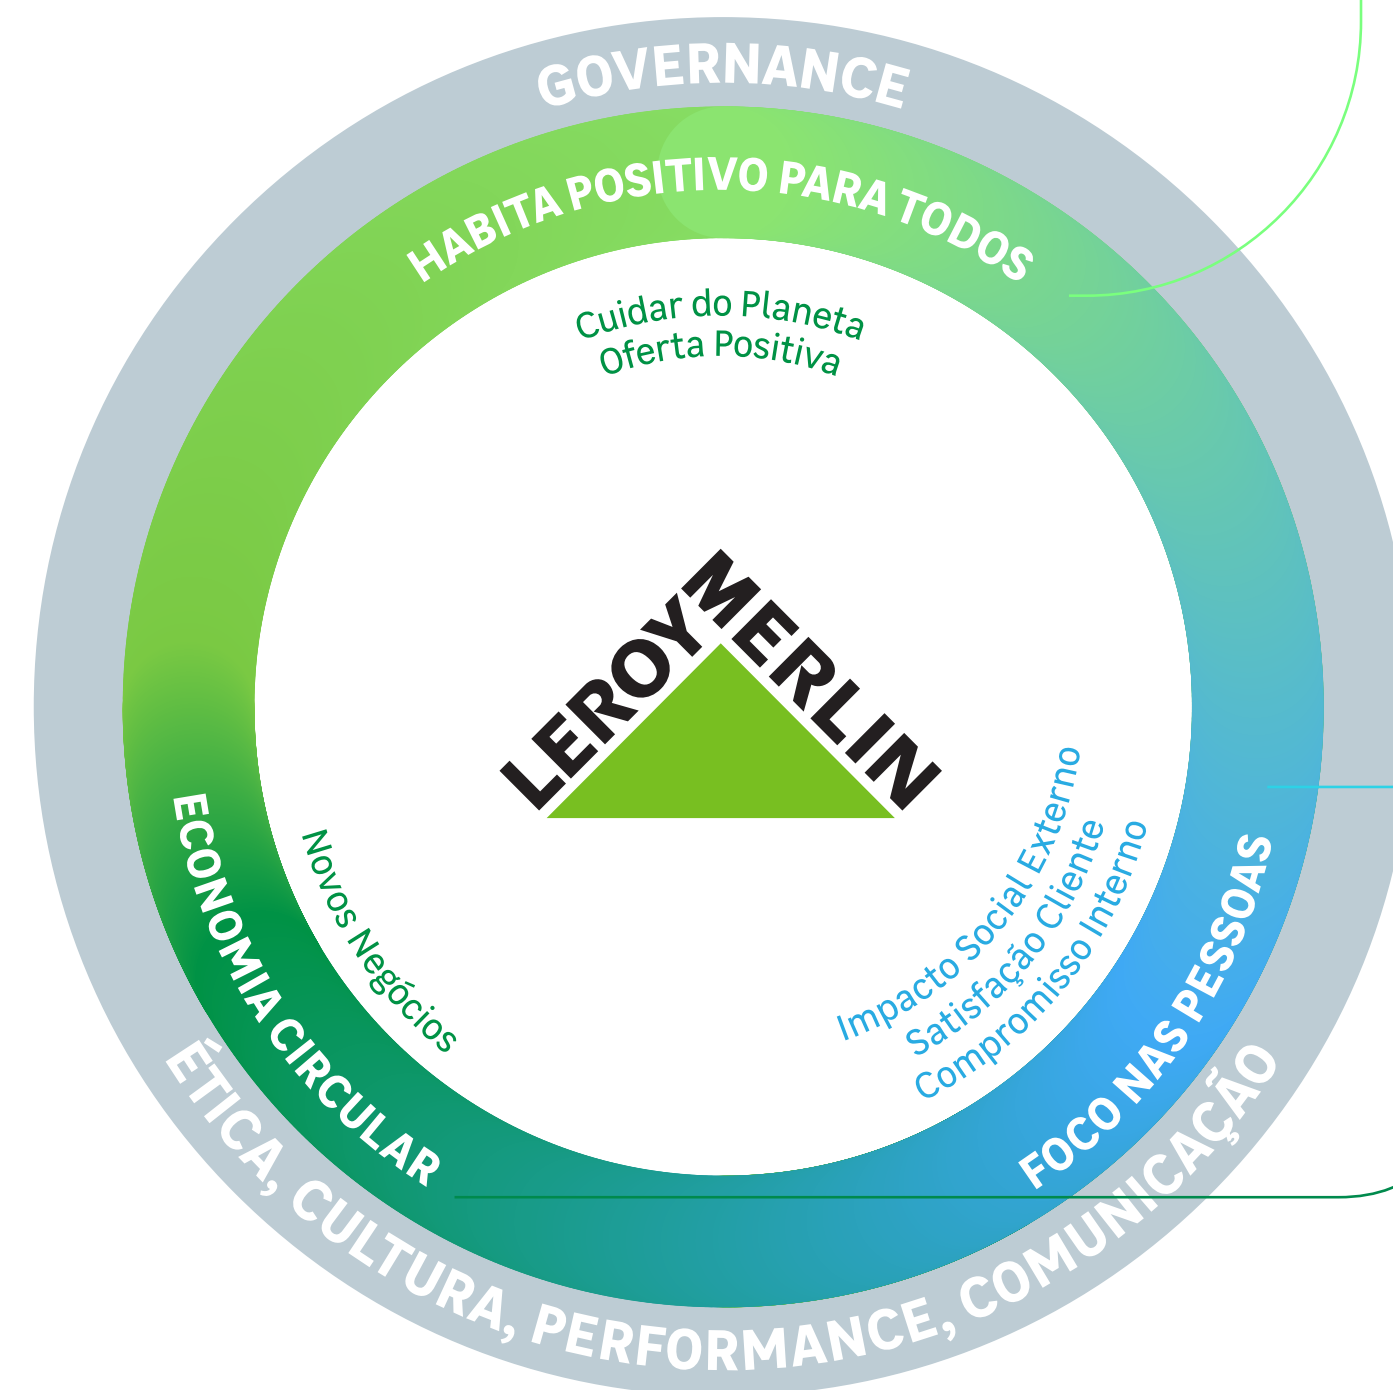 GOVERNANCE
HABITA POSITIVO PARA TODOS
Cuidar do Planeta
Oferta Positiva
LEROY MERLIN
Impacto Social Externo
Satisfação Cliente
Compromisso Interno
FOCO NAS PESSOAS
Novos Negócios
ECONOMIA CIRCULAR
ÉTICA, CULTURA, PERFORMANCE, COMUNICAÇÃO